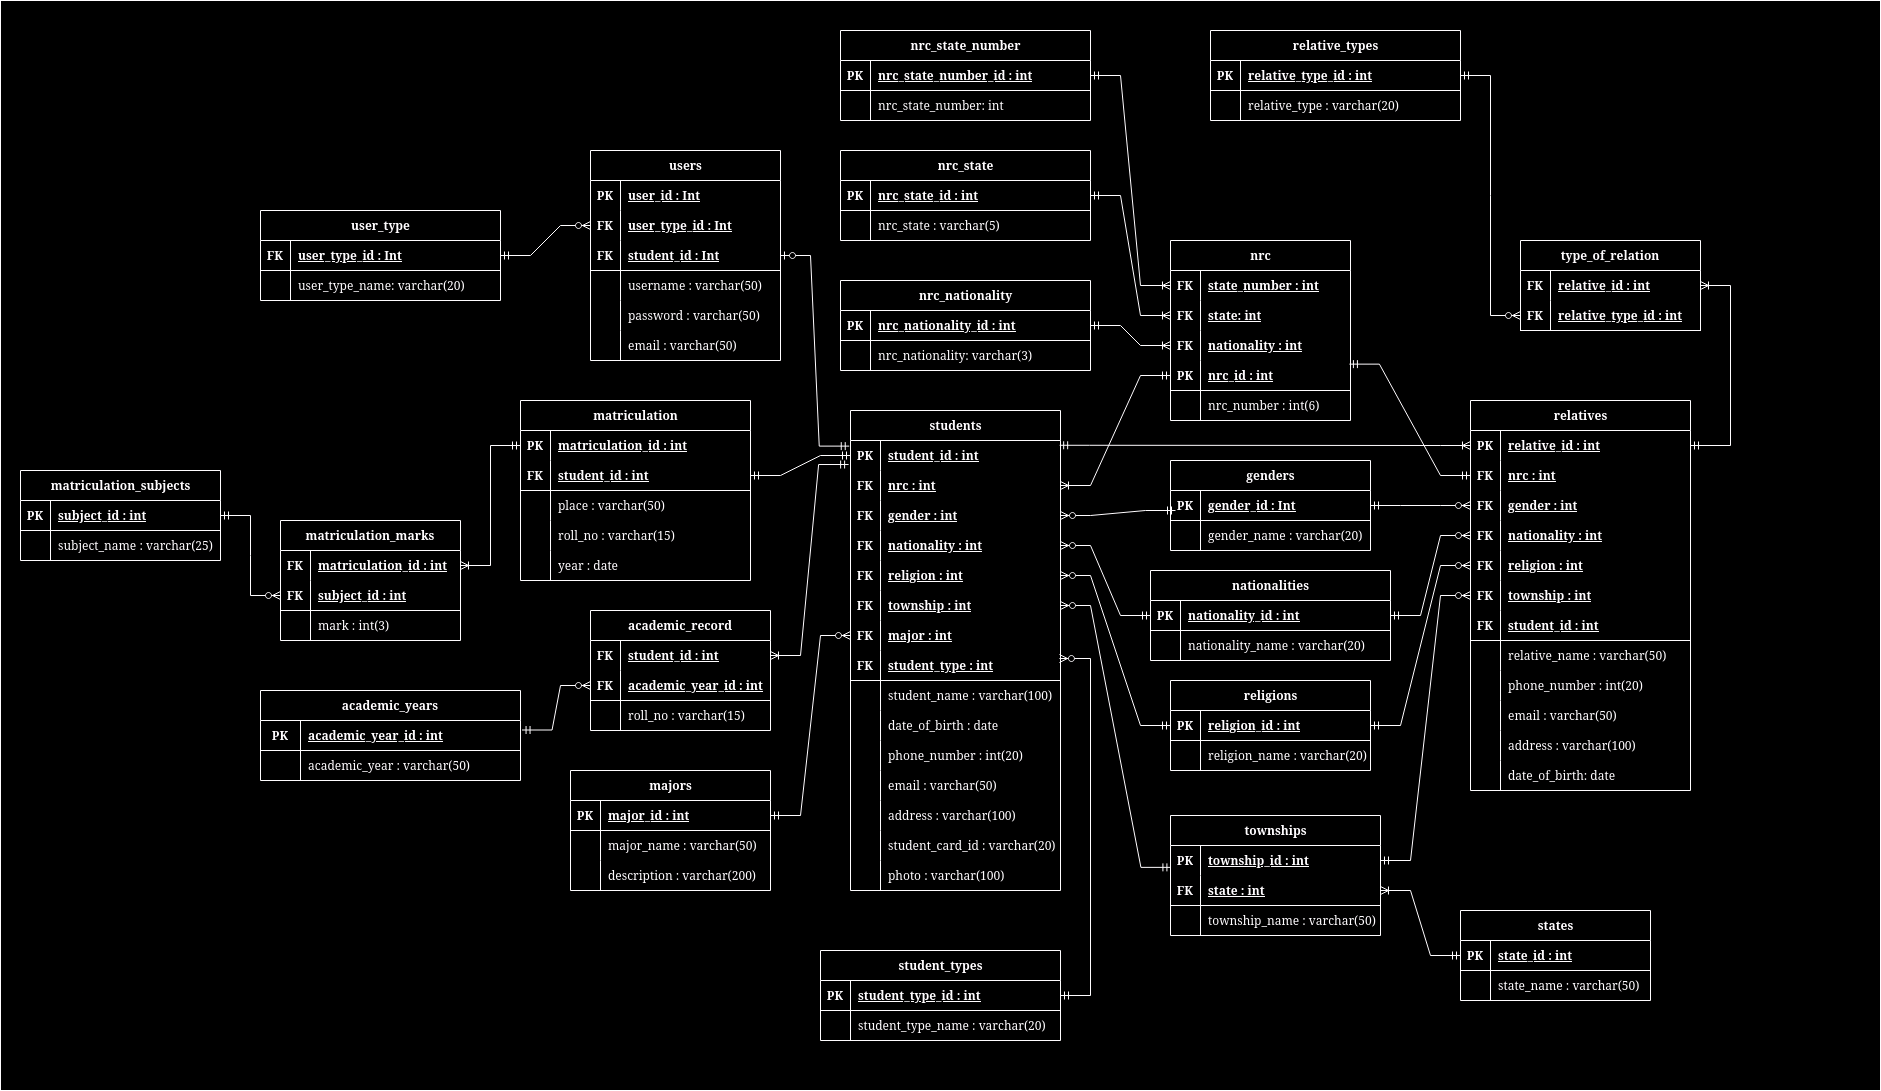 nrc_state_number
PK nrc_state_number_id : int
nrc_state_number: int
relative_types
PK relative_type_id : int
relative_type : varchar(20)
users
PK user_id : Int
FK user_type_id : Int
FK student_id : Int
username : varchar(50)
password : varchar(50)
email : varchar(50)
nrc_state
PK nrc_state_id : int
nrc_state : varchar(5)
user_type
FK user_type_id : Int
user_type_name: varchar(20)
nrc
FK state_number : int
FK state: int
FK nationality : int
PK nrc_id : int
nrc_number : int(6)
type_of_relation
FK relative_id : int
FK relative_type_id : int
nrc_nationality
PK nrc_nationality_id : int
nrc_nationality: varchar(3)
matriculation
PK matriculation_id : int
FK student_id : int
place : varchar(50)
roll_no : varchar(15)
year : date
students
PK student_id : int
FK nrc : int
FK gender : int
FK nationality : int
FK religion : int
FK township : int
FK major : int
FK student_type : int
student_name : varchar(100)
date_of_birth : date
phone_number : int(20)
email : varchar(50)
address : varchar(100)
student_card_id : varchar(20)
photo : varchar(100)
relatives
PK relative_id : int
FK nrc : int
FK gender : int
FK nationality : int
FK religion : int
FK township : int
FK student_id : int
relative_name : varchar(50)
phone_number : int(20)
email : varchar(50)
address : varchar(100)
date_of_birth: date
genders
PK gender_id : Int
gender_name : varchar(20)
matriculation_subjects
PK subject_id : int
subject_name : varchar(25)
matriculation_marks
FK matriculation_id : int
FK subject_id : int
mark : int(3)
nationalities
PK nationality_id : int
nationality_name : varchar(20)
academic_record
FK student_id : int
FK academic_year_id : int
roll_no : varchar(15)
religions
PK religion_id : int
religion_name : varchar(20)
academic_years
PK academic_year_id : int
academic_year : varchar(50)
majors
PK major_id : int
major_name : varchar(50)
description : varchar(200)
townships
PK township_id : int
FK state : int
township_name : varchar(50)
states
PK state_id : int
state_name : varchar(50)
student_types
PK student_type_id : int
student_type_name : varchar(20)